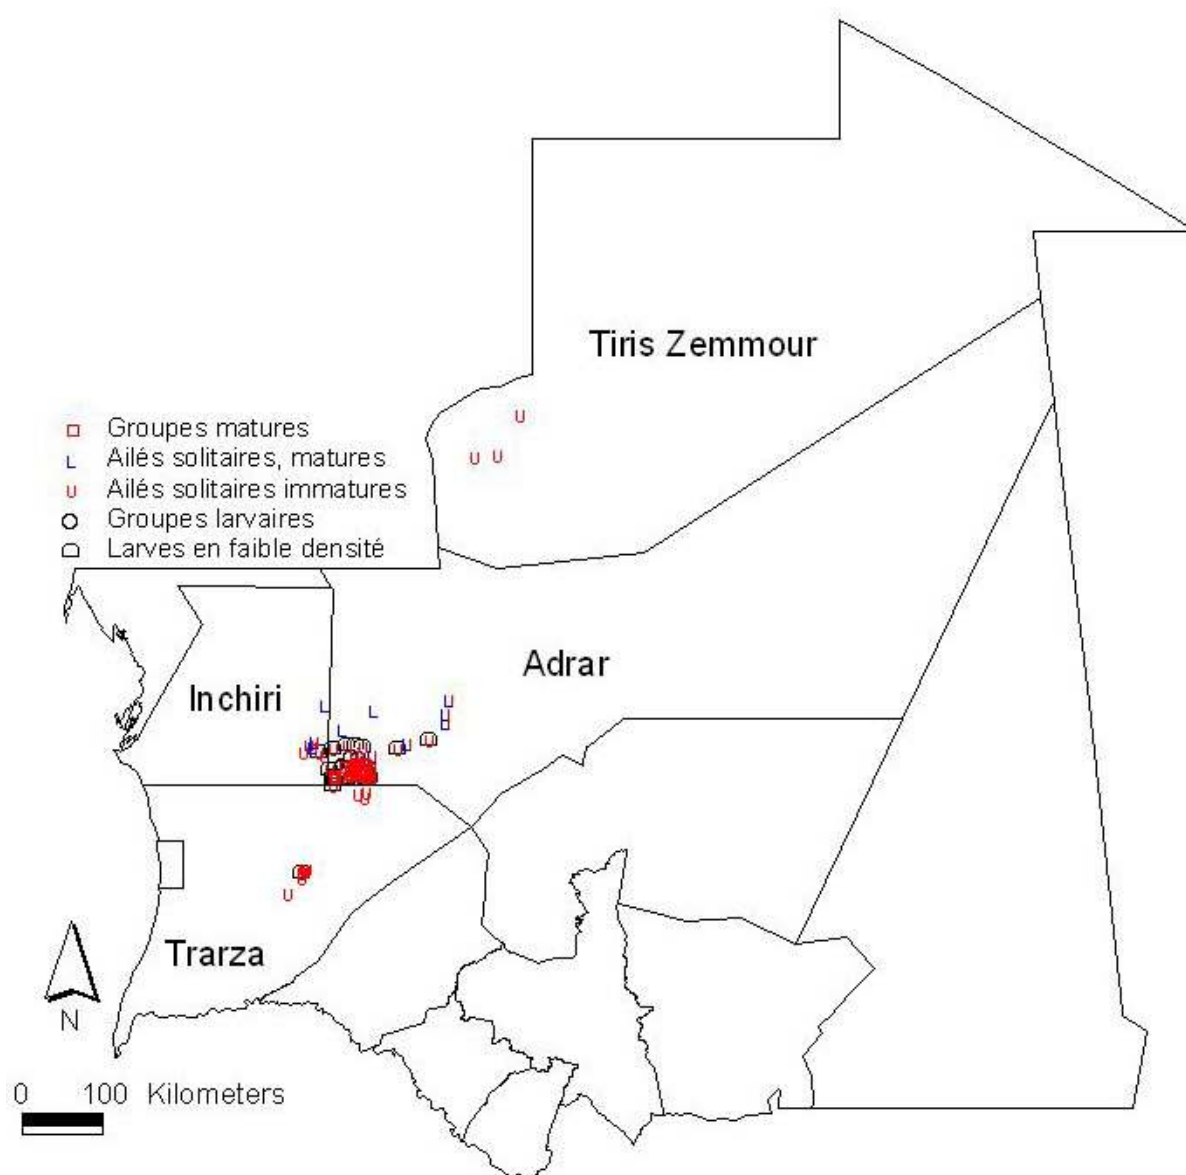 Tiris Zemmour
Groupes matures
L Ailés solitaires, matures
U Ailés solitaires immatures
Groupes larvaires
Larves en faible densité
Adrar
Inchiri
Trarza
N
0 100 Kilometers